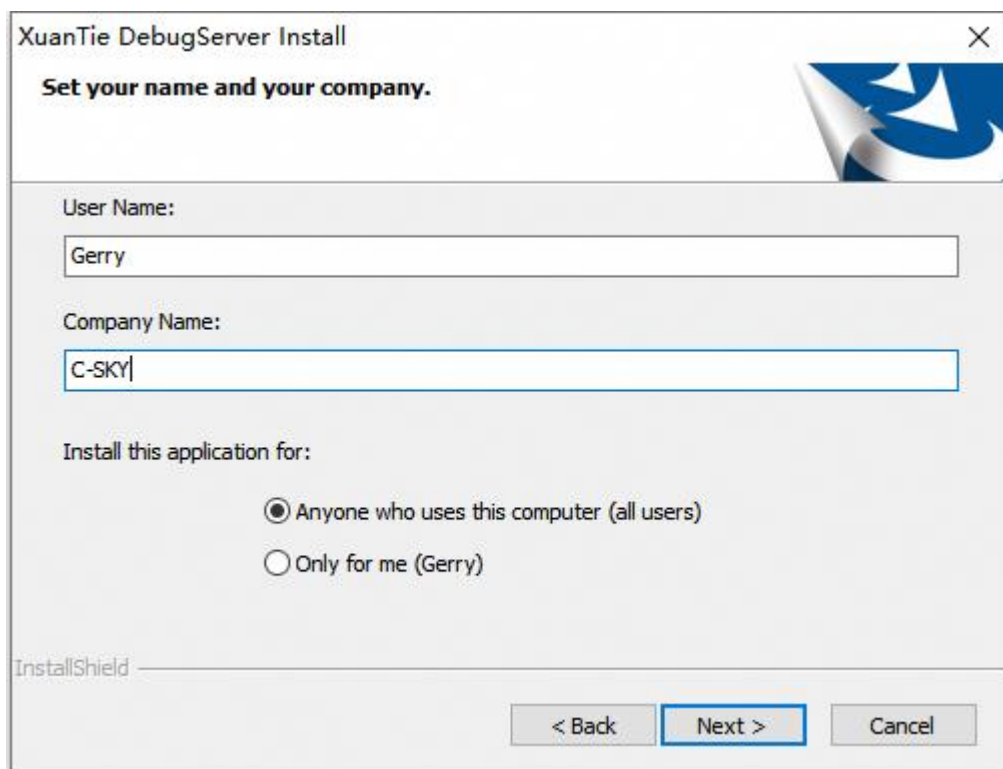 XuanTie DebugServer Install
Set your name and your company.
User Name:
Gerry
Company Name:
C-SKY
Install this application for:
Anyone who uses this computer (all users)
Only for me (Gerry)
InstallShield
< Back Next > Cancel